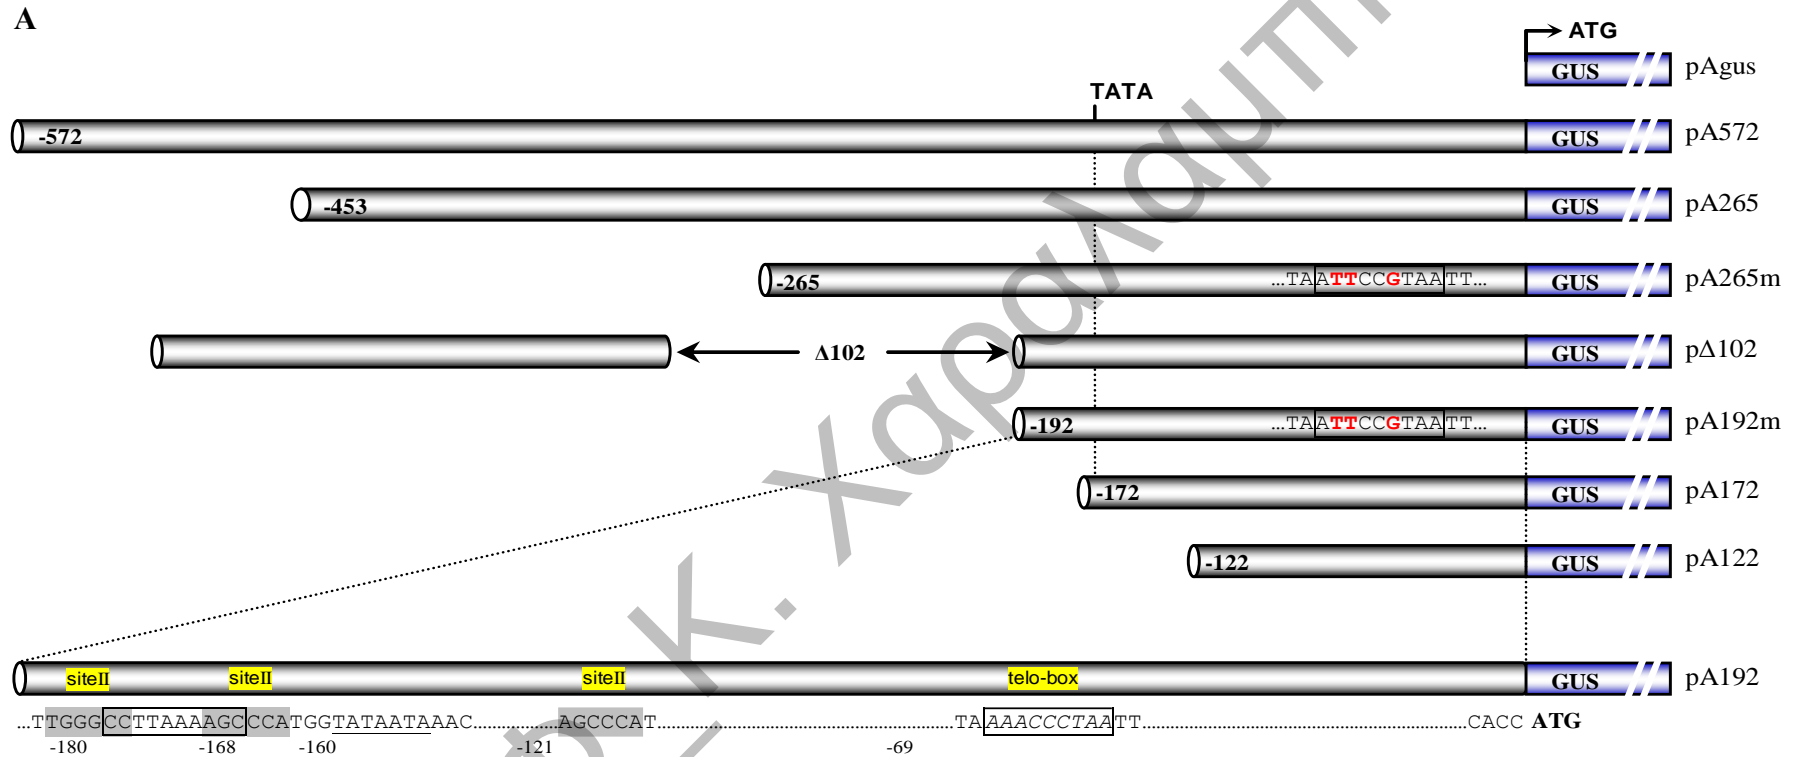 A
ATG
GUS pAgus
TATA
-572 GUS pA572
-453 GUS pA265
-265 ...TAATTCCGTAATT... GUS pA265m
Δ102 GUS pΔ102
-192 ...TAATTCCGTAATT... GUS pA192m
-172 GUS pA172
-122 GUS pA122
siteII siteII siteII telo-box GUS pA192
...TTGGGCCTTAAAAGCCCATGGTATAATAAAC...AGCCCAT...TAAAACCCTAATT...CACC ATG
-180 -168 -160 -121 -69
Κ. Χαραλαμπ